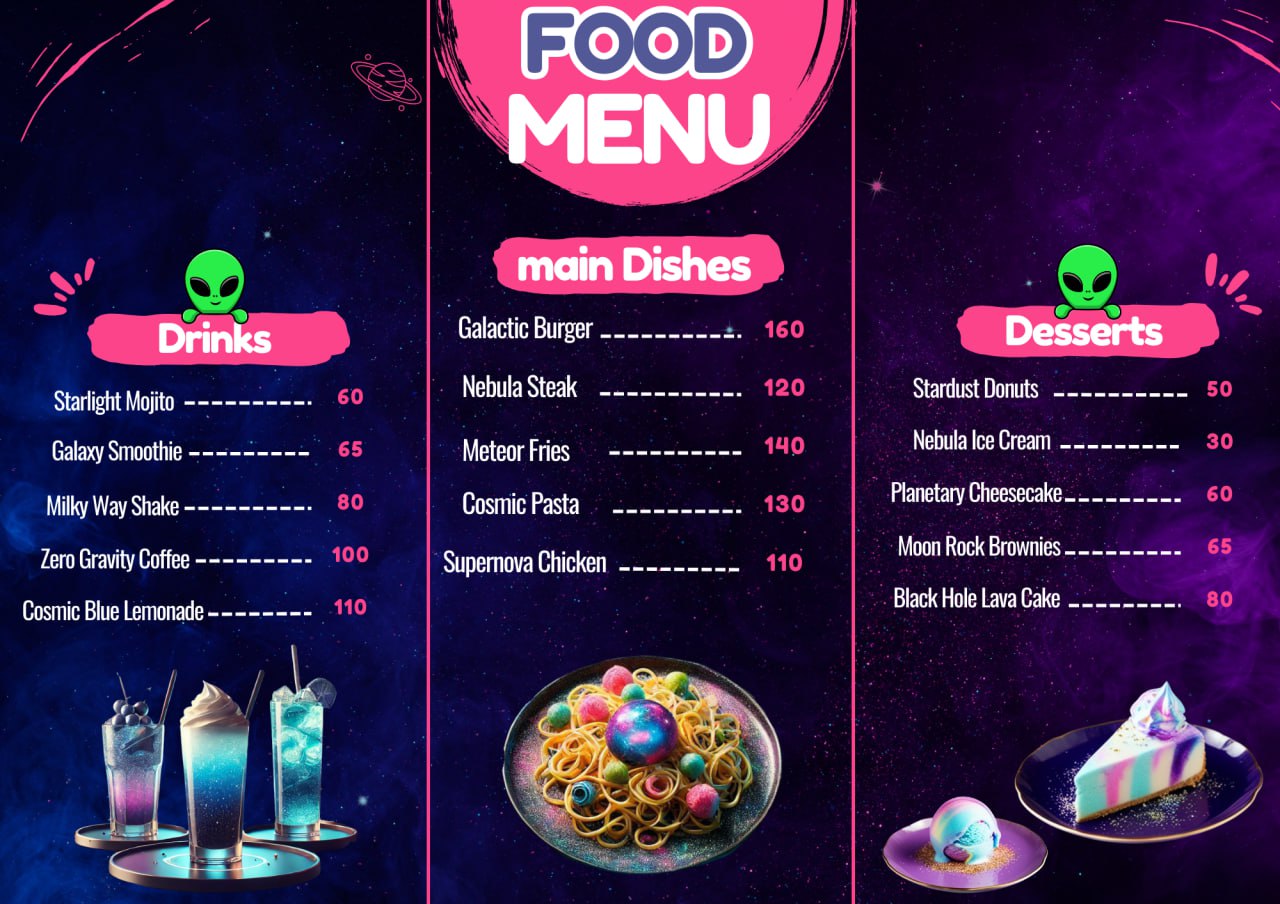 FOOD
MENU
Drinks
Starlight Mojito 60
Galaxy Smoothie 65
Milky Way Shake 80
Zero Gravity Coffee 100
Cosmic Blue Lemonade 110
main Dishes
Galactic Burger 160
Nebula Steak 120
Meteor Fries 140
Cosmic Pasta 130
Supernova Chicken 110
Desserts
Stardust Donuts 50
Nebula Ice Cream 30
Planetary Cheesecake 60
Moon Rock Brownies 65
Black Hole Lava Cake 80